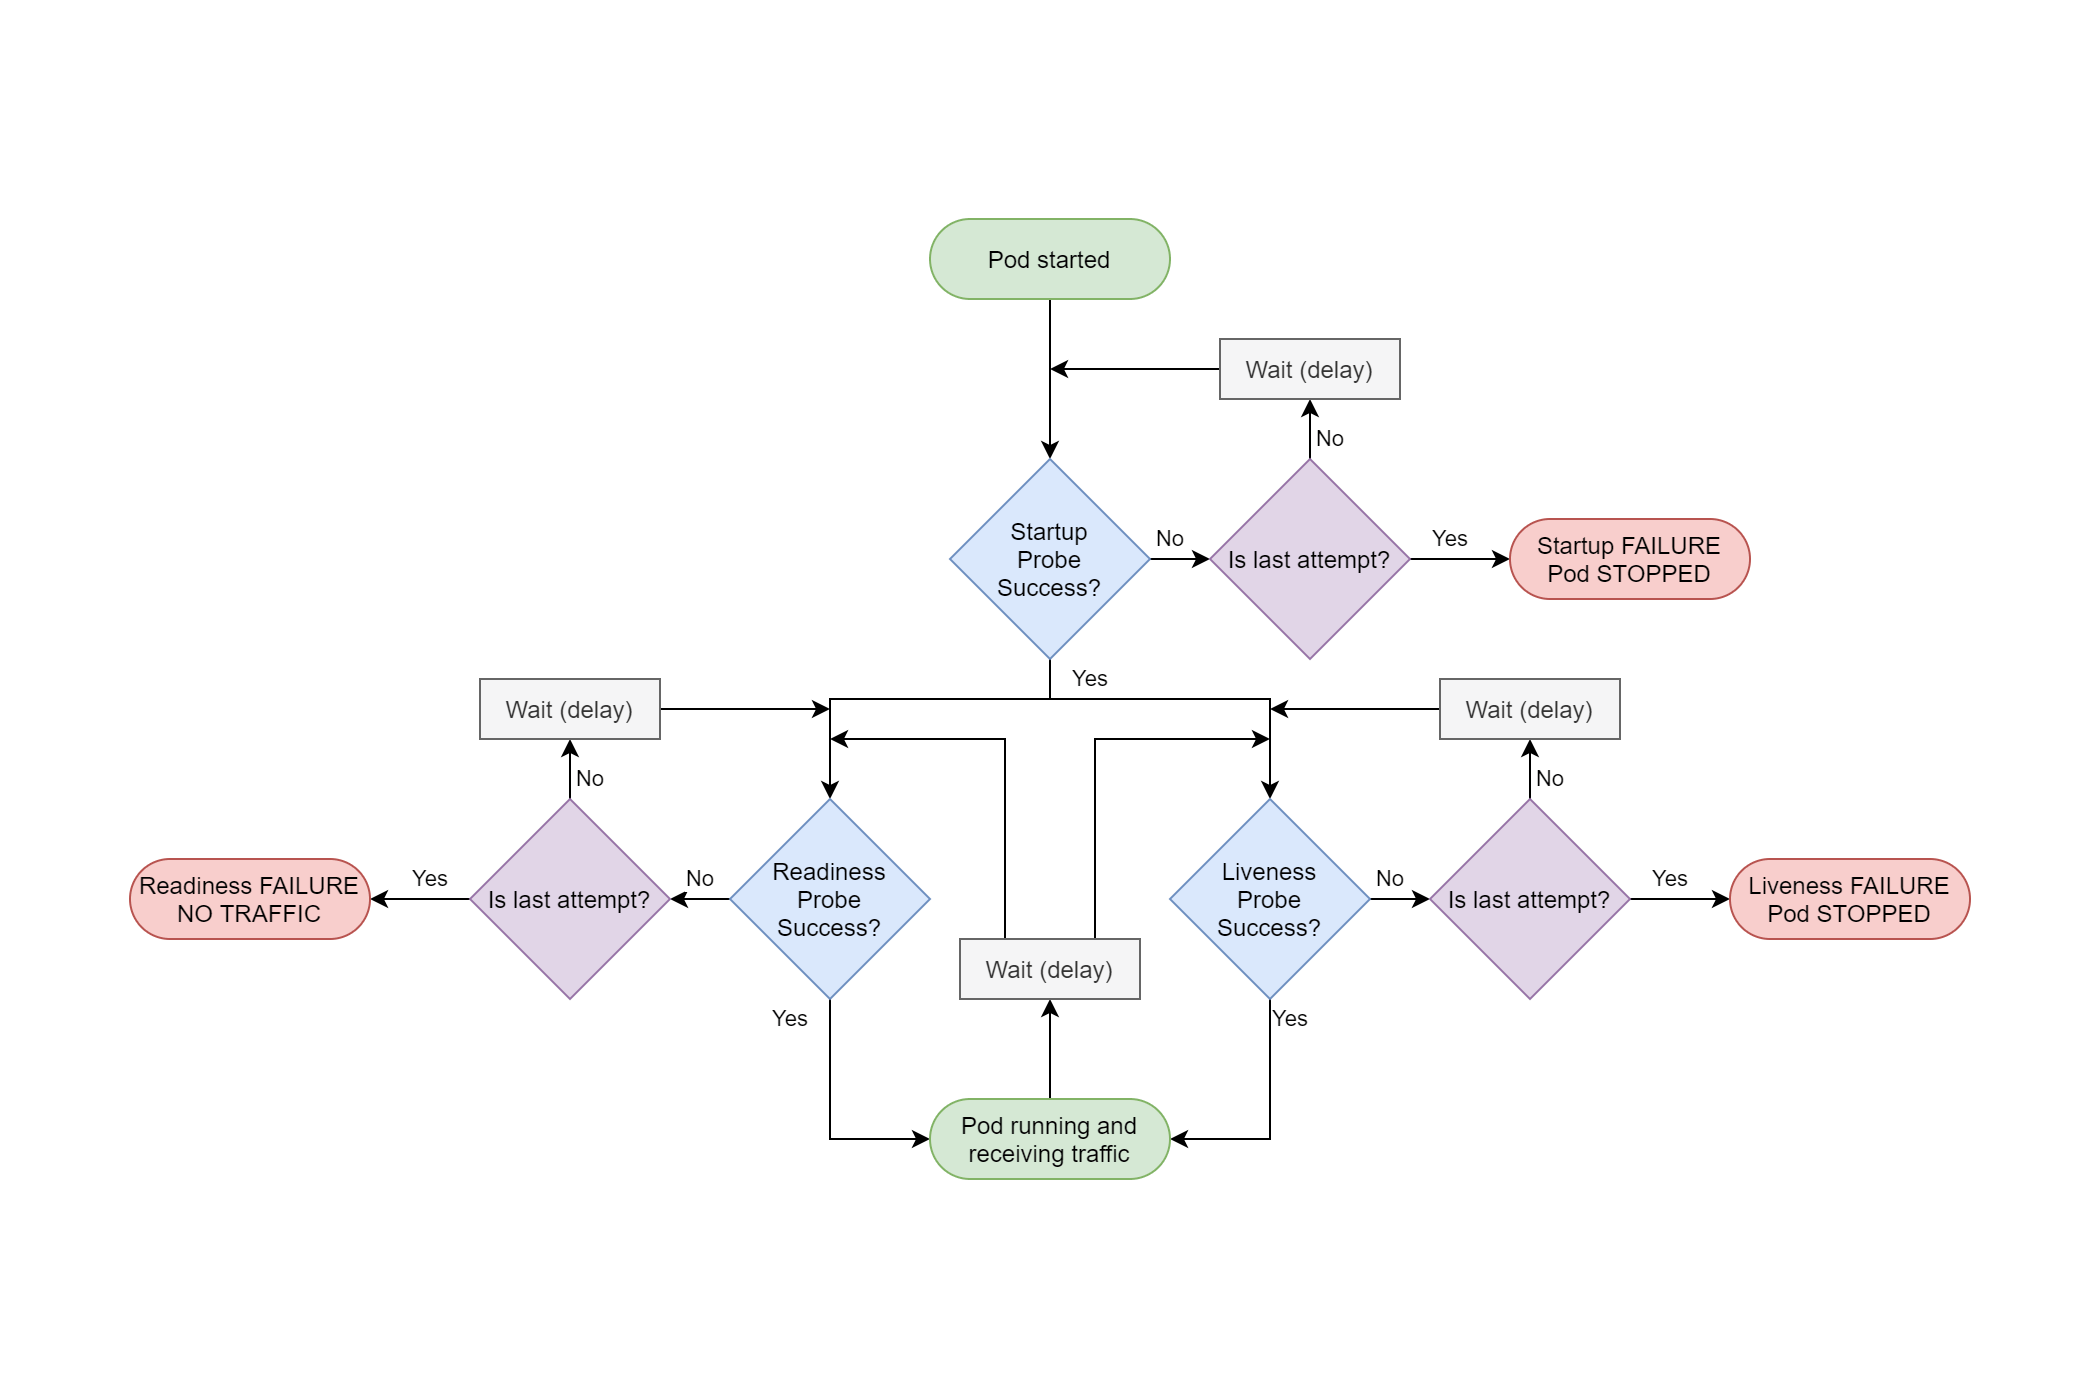 Pod started
Wait (delay)
No
Startup
Probe
Success?
No
Is last attempt?
Yes
Startup FAILURE
Pod STOPPED
Yes
Wait (delay)
Wait (delay)
No
No
Readiness FAILURE
NO TRAFFIC
Yes
Is last attempt?
No
Readiness
Probe
Success?
Liveness
Probe
Success?
No
Is last attempt?
Yes
Liveness FAILURE
Pod STOPPED
Wait (delay)
Yes
Yes
Pod running and
receiving traffic